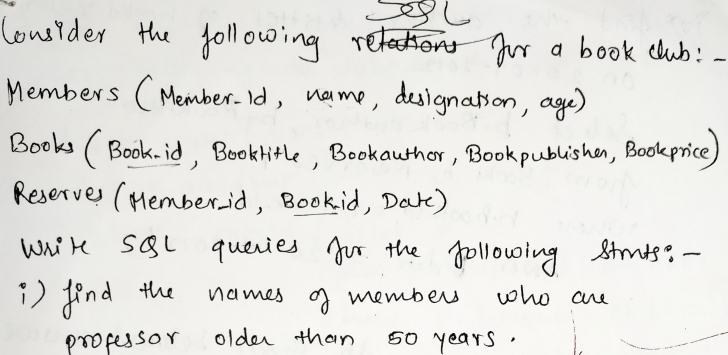 SQL
Consider the following relations for a book club:-
Members (Member-Id, name, designation, age)
Books (Book-id, Booktitle, Bookauthor, Bookpublisher, Bookprice)
Reserves (Member-id, Bookid, Date)
Write SQL queries for the following Stmts:-
i) find the names of members who are
professor older than 50 years.